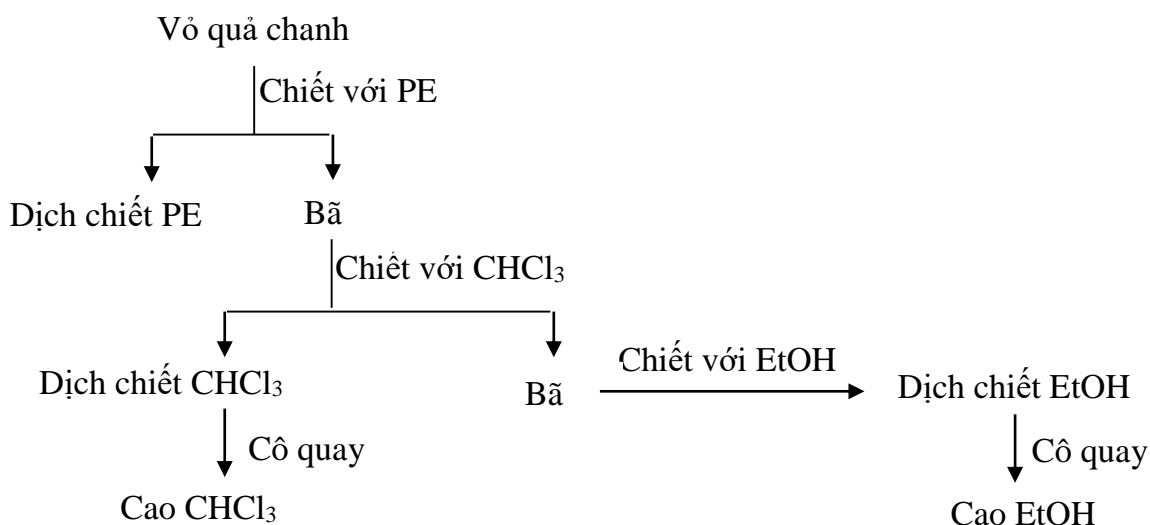 Vỏ quả chanh
Chiết với PE
Dịch chiết PE
Bã
Chiết với CHCl₃
Dịch chiết CHCl₃
Bã
Chiết với EtOH
Dịch chiết EtOH
Cô quay
Cô quay
Cao CHCl₃
Cao EtOH